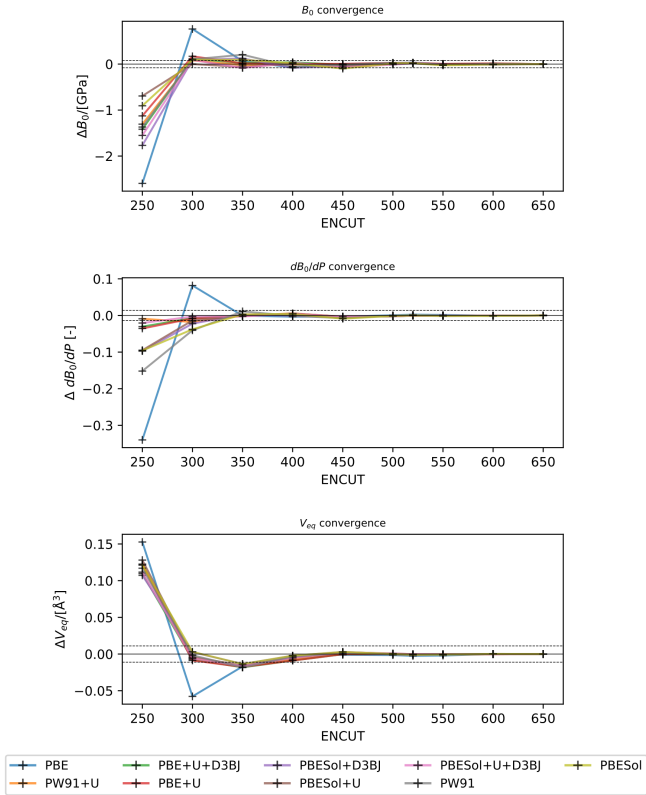 B₀ convergence
0
−1
−2
ΔB₀/[GPa]
250 300 350 400 450 500 550 600 650
ENCUT
dB₀/dP convergence
0.1
0.0
−0.1
−0.2
−0.3
Δ dB₀/dP [-]
250 300 350 400 450 500 550 600 650
ENCUT
V_eq convergence
0.15
0.10
0.05
0.00
−0.05
ΔV_eq/[Å³]
250 300 350 400 450 500 550 600 650
ENCUT
PBE PBE+U+D3BJ PBESol+D3BJ PBESol+U+D3BJ PBESol
PW91+U PBE+U PBESol+U PW91